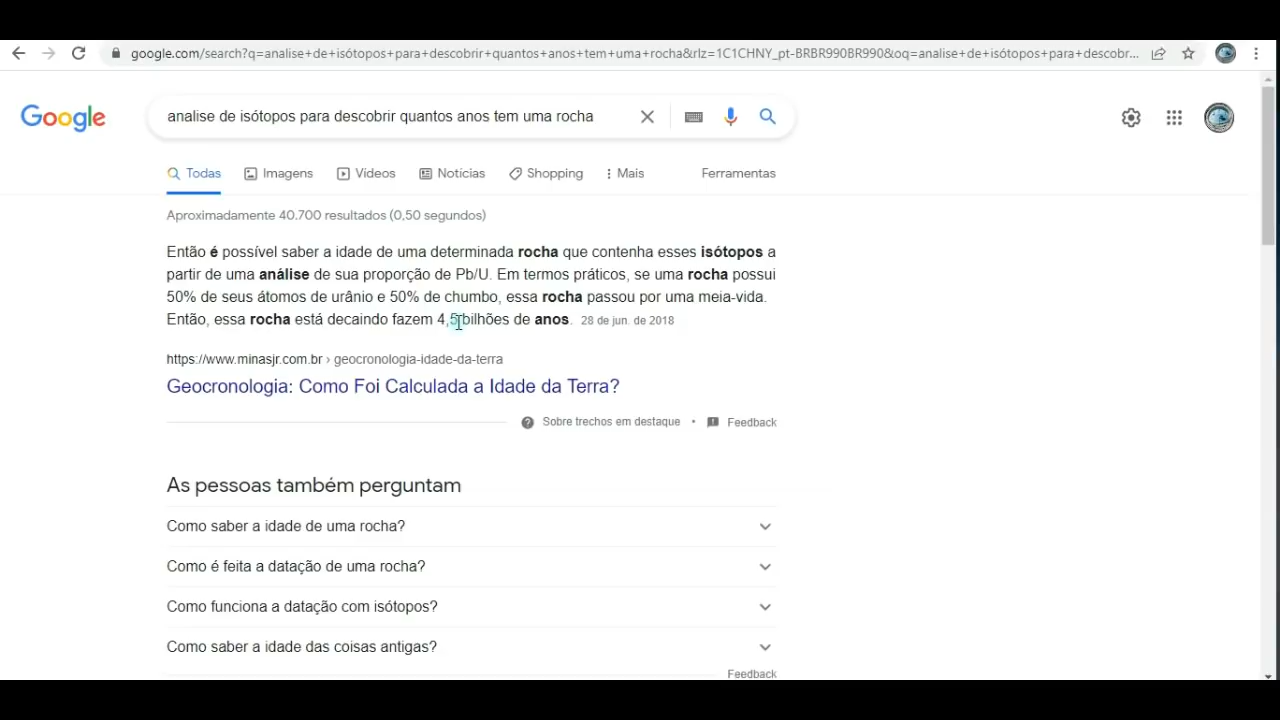 google.com/search?q=analise+de+isótopos+para+descobrir+quantos+anos+tem+uma+rocha&rlz=1C1CHNY_pt-BRBR990BR990&oq=analise+de+isótopos+para+descobr...
Google
analise de isótopos para descobrir quantos anos tem uma rocha
Todas Imagens Vídeos Notícias Shopping Mais Ferramentas
Aproximadamente 40.700 resultados (0,50 segundos)
Então é possível saber a idade de uma determinada rocha que contenha esses isótopos a
partir de uma análise de sua proporção de Pb/U. Em termos práticos, se uma rocha possui
50% de seus átomos de urânio e 50% de chumbo, essa rocha passou por uma meia-vida.
Então, essa rocha está decaindo fazem 4,5 bilhões de anos. 28 de jun. de 2018
https://www.minasjr.com.br › geocronologia-idade-da-terra
Geocronologia: Como Foi Calculada a Idade da Terra?
Sobre trechos em destaque • Feedback
As pessoas também perguntam
Como saber a idade de uma rocha?
Como é feita a datação de uma rocha?
Como funciona a datação com isótopos?
Como saber a idade das coisas antigas?
Feedback